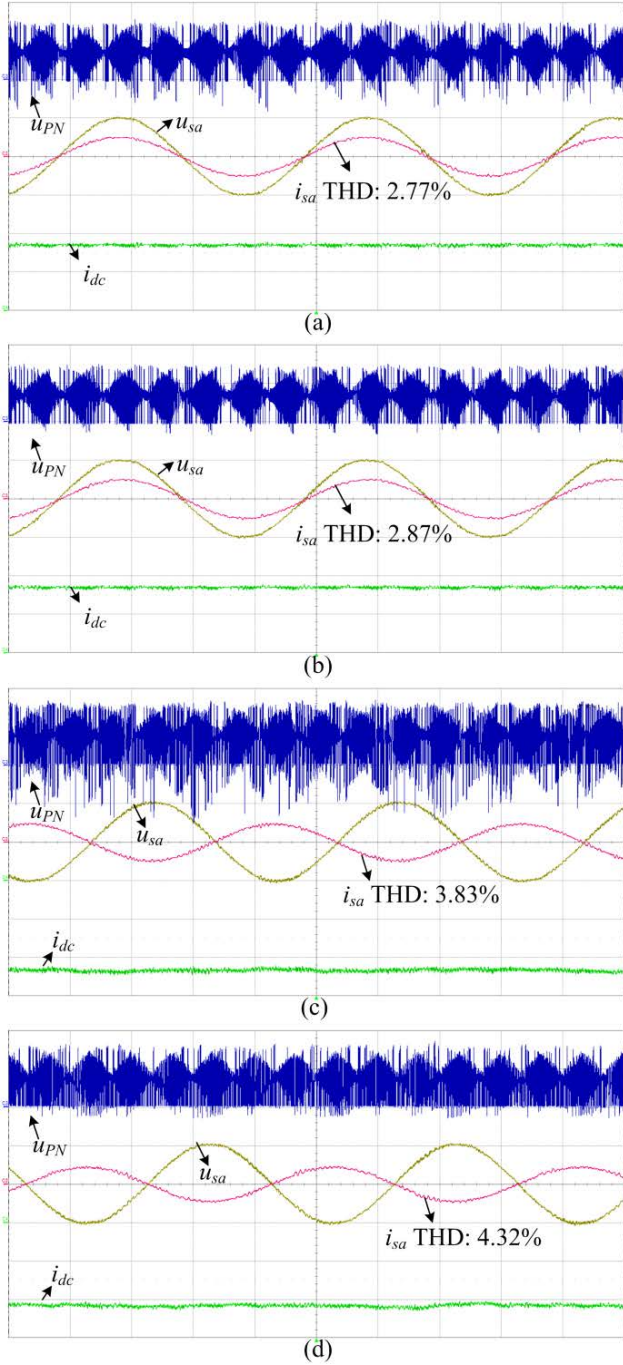 u_PN
u_sa
i_sa THD: 2.77%
i_dc
(a)
u_PN
u_sa
i_sa THD: 2.87%
i_dc
(b)
u_PN
u_sa
i_sa THD: 3.83%
i_dc
(c)
u_PN
u_sa
i_sa THD: 4.32%
i_dc
(d)